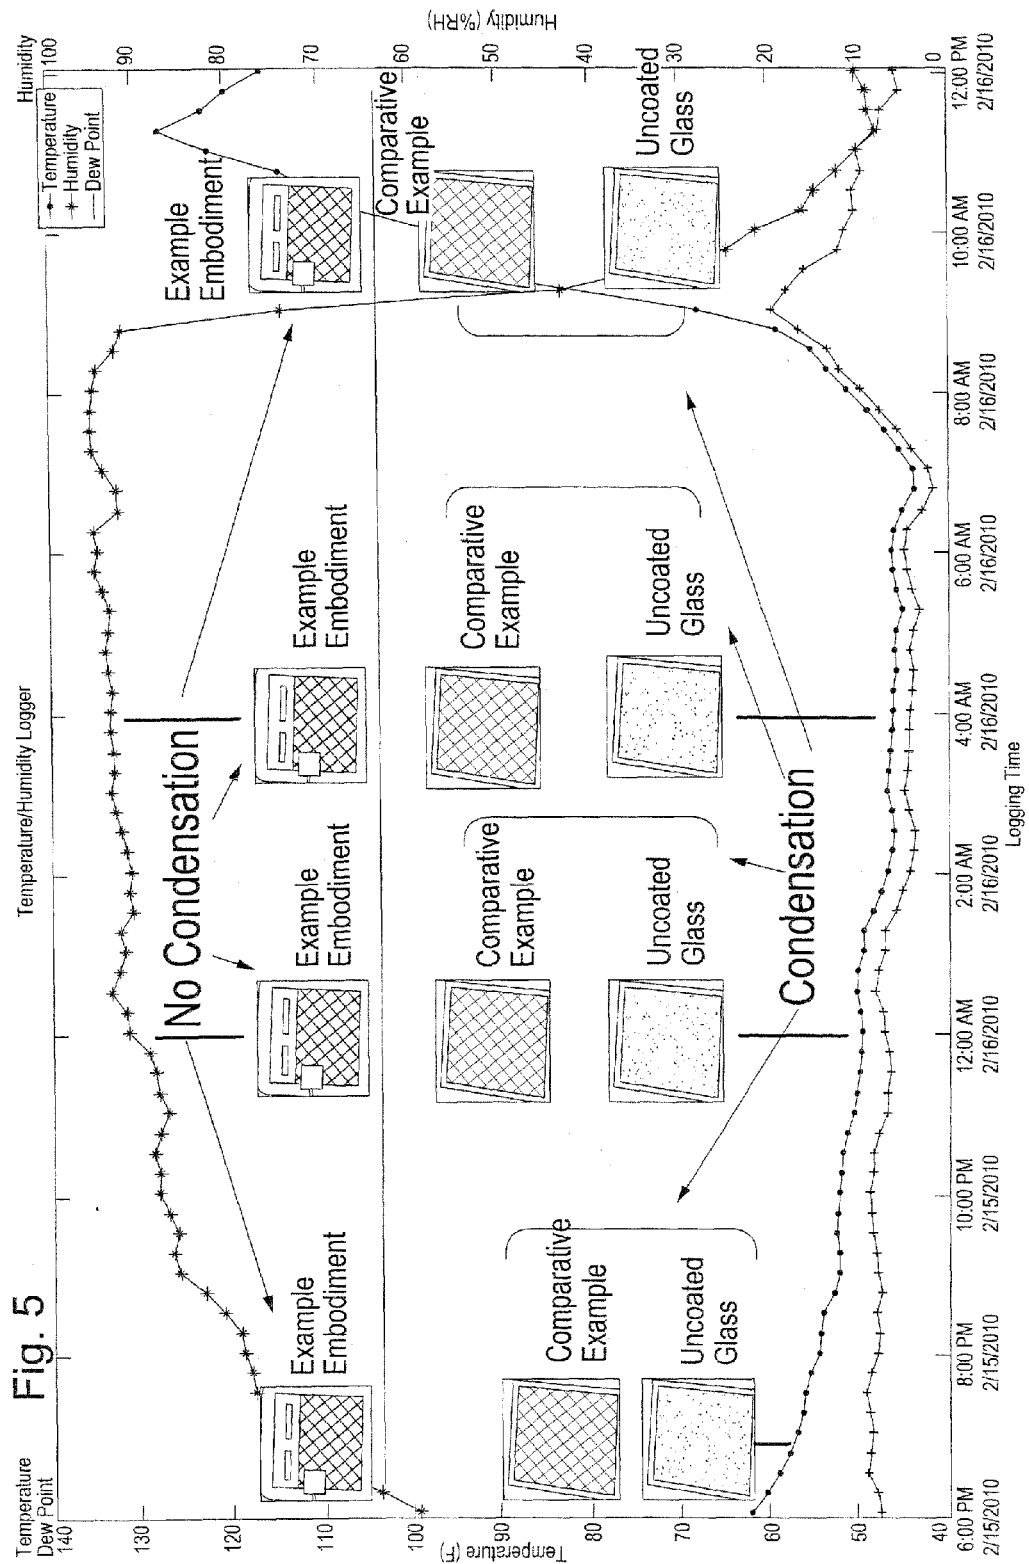 Fig. 5
Temperature/Humidity Logger
Temperature
Dew Point
Humidity
Temperature
Humidity
Dew Point
140
130
120
110
100
90
80
70
60
50
40
Temperature (F)
100
90
80
70
60
50
40
30
20
10
0
Humidity (%RH)
No Condensation
Example
Embodiment
Example
Embodiment
Example
Embodiment
Example
Embodiment
Comparative
Example
Comparative
Example
Comparative
Example
Comparative
Example
Uncoated
Glass
Uncoated
Glass
Uncoated
Glass
Uncoated
Glass
Condensation
6:00 PM
2/15/2010
8:00 PM
2/15/2010
10:00 PM
2/15/2010
12:00 AM
2/16/2010
2:00 AM
2/16/2010
4:00 AM
2/16/2010
6:00 AM
2/16/2010
8:00 AM
2/16/2010
10:00 AM
2/16/2010
12:00 PM
2/16/2010
Logging Time